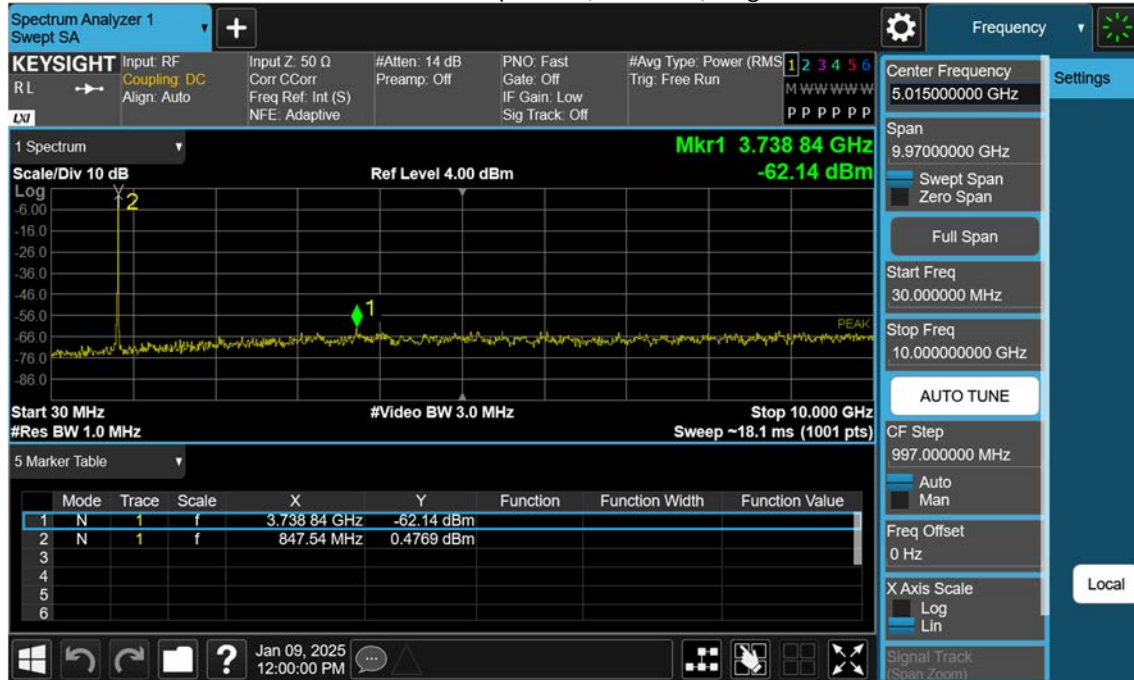 Spectrum Analyzer 1
Swept SA
+
Frequency
KEYSIGHT
RL
LXI
Input: RF
Coupling: DC
Align: Auto
Input Z: 50 Ω
Corr CCorr
Freq Ref: Int (S)
NFE: Adaptive
#Atten: 14 dB
Preamp: Off
PNO: Fast
Gate: Off
IF Gain: Low
Sig Track: Off
#Avg Type: Power (RMS
Trig: Free Run
1 2 3 4 5 6
M W W W W W
P P P P P P
1 Spectrum
Mkr1 3.738 84 GHz
-62.14 dBm
Scale/Div 10 dB
Ref Level 4.00 dBm
Log
-6.00
-16.0
-26.0
-36.0
-46.0
-56.0
-66.0
-76.0
-86.0
2
1
PEAK
Start 30 MHz
#Video BW 3.0 MHz
Stop 10.000 GHz
#Res BW 1.0 MHz
Sweep ~18.1 ms (1001 pts)
5 Marker Table
Mode Trace Scale X Y Function Function Width Function Value
1 N 1 f 3.738 84 GHz -62.14 dBm
2 N 1 f 847.54 MHz 0.4769 dBm
3
4
5
6
?
Jan 09, 2025
12:00:00 PM
Center Frequency
5.015000000 GHz
Span
9.97000000 GHz
Swept Span
Zero Span
Full Span
Start Freq
30.000000 MHz
Stop Freq
10.000000000 GHz
AUTO TUNE
CF Step
997.000000 MHz
Auto
Man
Freq Offset
0 Hz
X Axis Scale
Log
Lin
Signal Track
(Span Zoom)
Settings
Local